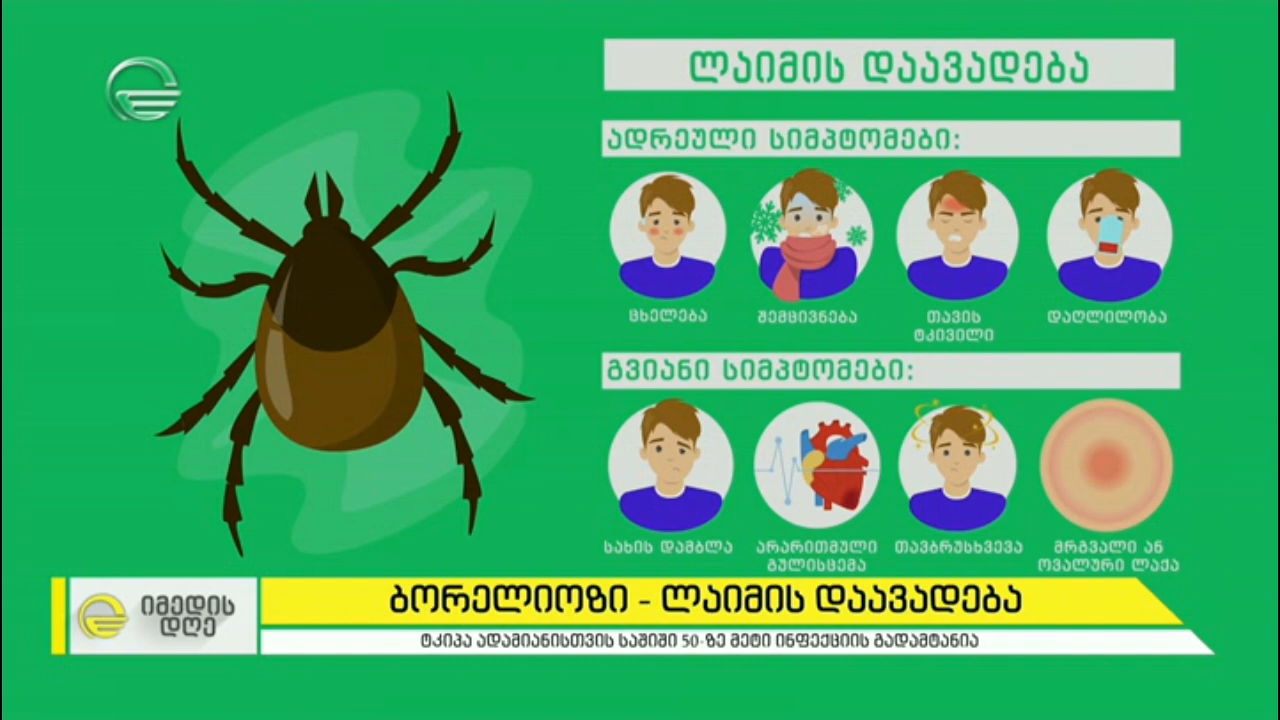 ლაიმის დაავადება
ადრეული სიმპტომები:
ცხელება
შემცივნება
თავის
ტკივილი
დაღლილობა
გვიანი სიმპტომები:
სახის დამბლა
არარითმული
გულისცემა
თავბრუსხვევა
მრგვალი ან
ოვალური ლაქა
იმედის
დღე
ბორელიოზი - ლაიმის დაავადება
ტკიპა ადამიანისთვის საშიში 50-ზე მეტი ინფექციის გადამტანია